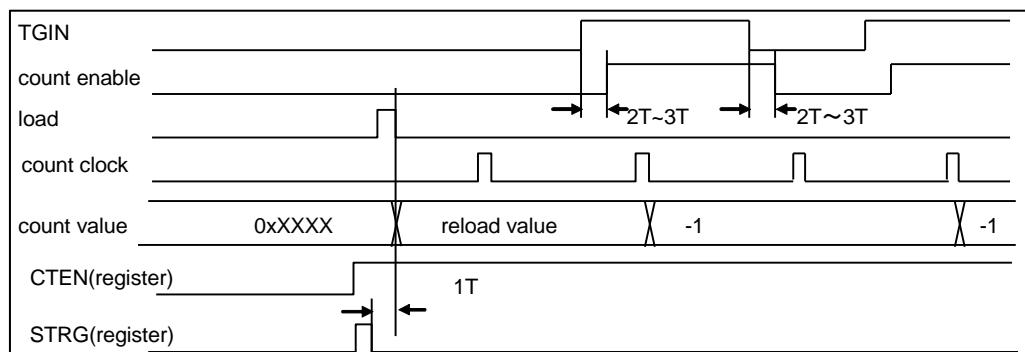 TGIN
count enable
load
2T~3T
2T～3T
count clock
count value
0xXXXX
reload value
-1
-1
CTEN(register)
1T
STRG(register)